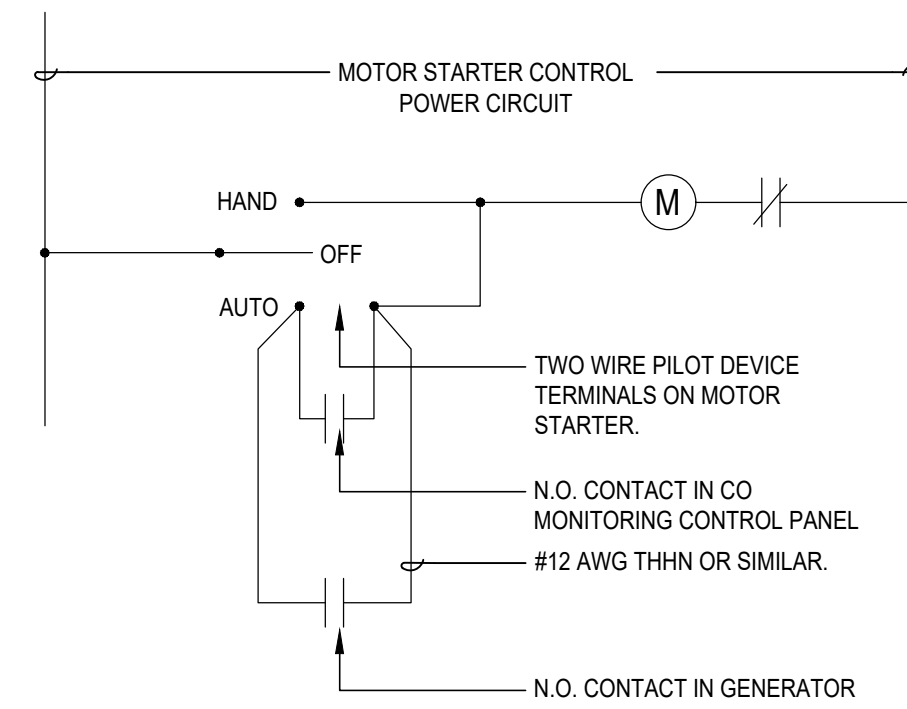 MOTOR STARTER CONTROL
POWER CIRCUIT
HAND
M
OFF
AUTO
TWO WIRE PILOT DEVICE
TERMINALS ON MOTOR
STARTER.
N.O. CONTACT IN CO
MONITORING CONTROL PANEL
#12 AWG THHN OR SIMILAR.
N.O. CONTACT IN GENERATOR